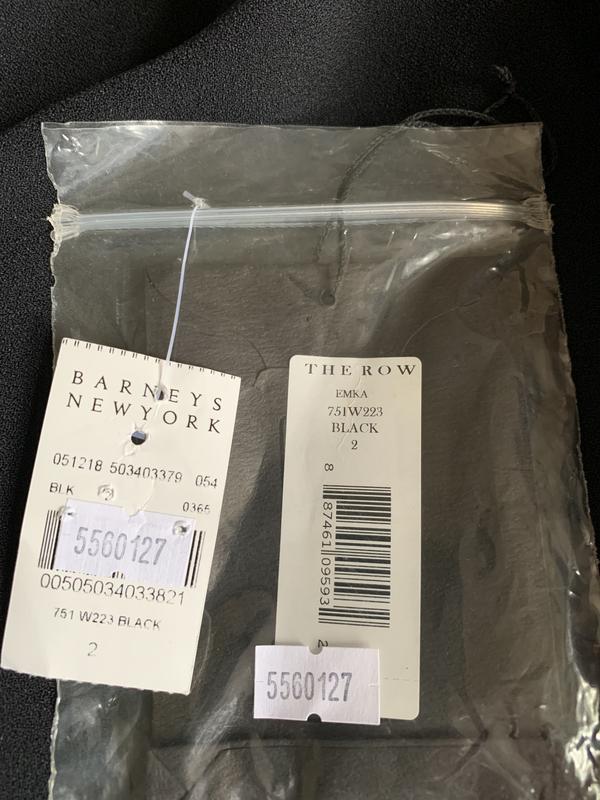 BARNEYS
NEWYORK
051218 503403379 054
BLK
0365
5560127
00505034033821
751 W223 BLACK
2
THE ROW
EMKA
751W223
BLACK
2
8 87461 09593 2
5560127